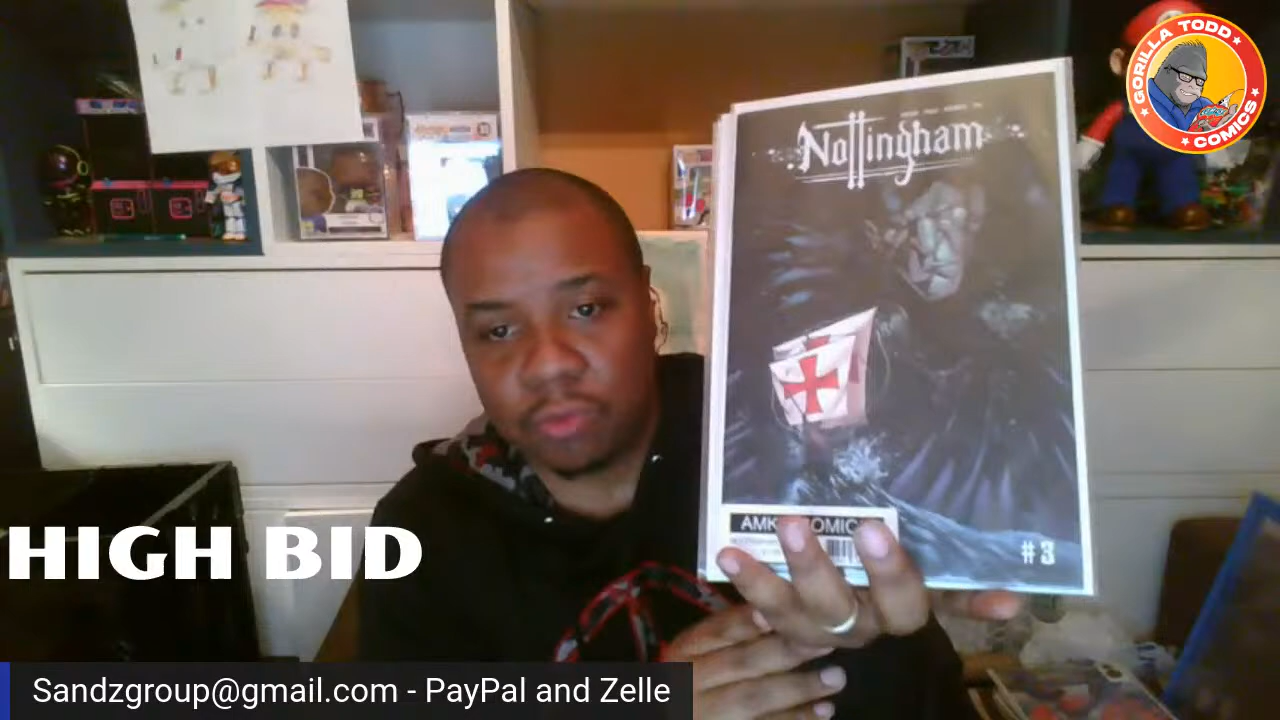 GORILLA TODD
COMICS
Nottingham
#3
HIGH BID
Sandzgroup@gmail.com - PayPal and Zelle